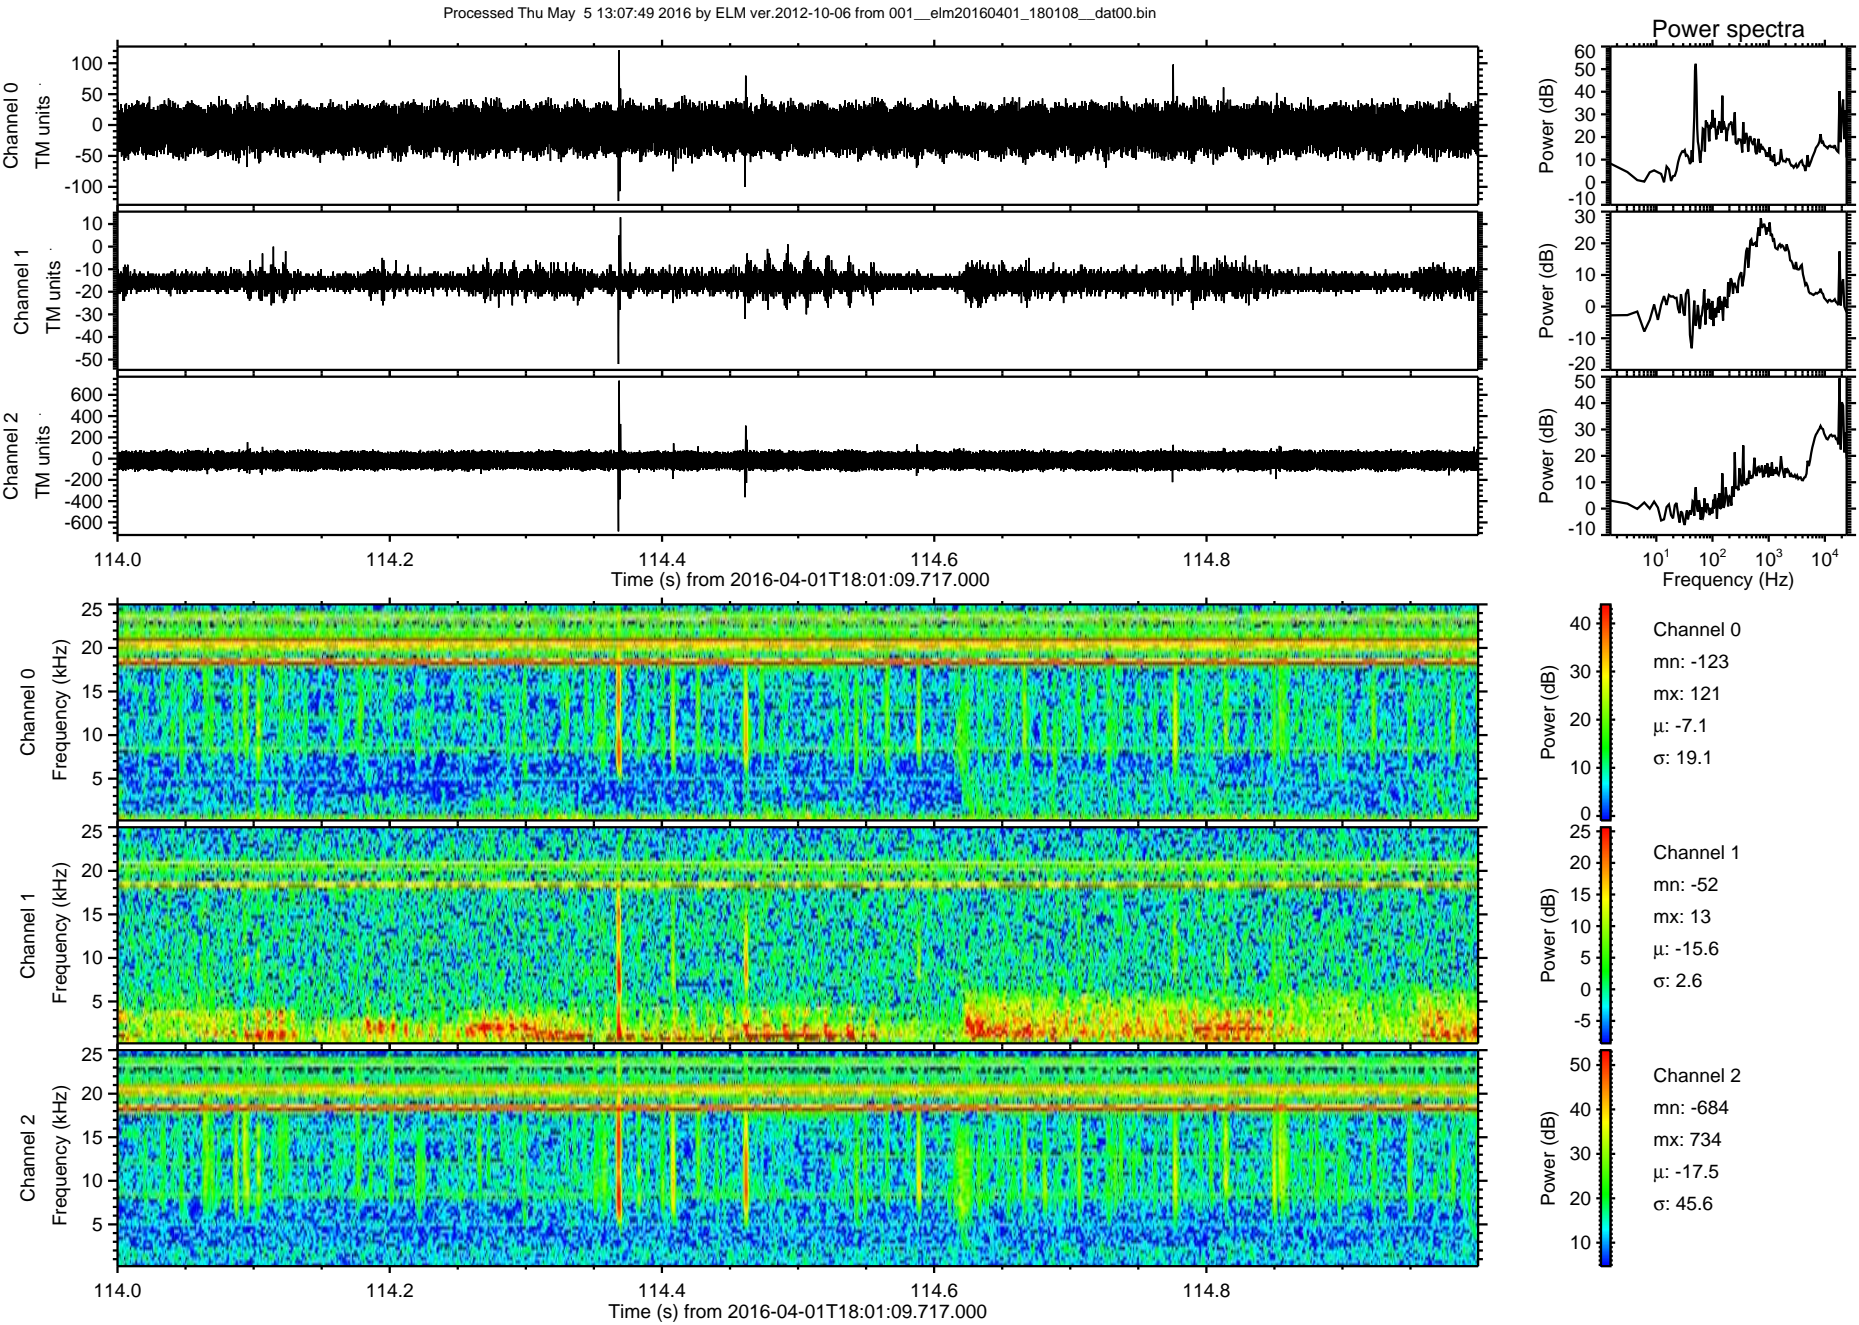 Processed Thu May  5 13:07:49 2016 by ELM ver.2012-10-06 from 001__elm20160401_180108__dat00.bin
Power spectra
Channel 0
TM units
100
50
0
-50
-100
Power (dB)
60
50
40
30
20
10
0
-10
Channel 1
TM units
10
0
-10
-20
-30
-40
-50
Power (dB)
30
20
10
0
-10
-20
Channel 2
TM units
600
400
200
0
-200
-400
-600
Power (dB)
50
40
30
20
10
0
-10
114.0 114.2 114.4 114.6 114.8
Time (s) from 2016-04-01T18:01:09.717.000
10^1 10^2 10^3 10^4
Frequency (Hz)
Channel 0
Frequency (kHz)
25
20
15
10
5
Power (dB)
40
30
20
10
0
Channel 0
mn: -123
mx: 121
μ: -7.1
σ: 19.1
Channel 1
Frequency (kHz)
25
20
15
10
5
Power (dB)
25
20
15
10
5
0
-5
Channel 1
mn: -52
mx: 13
μ: -15.6
σ: 2.6
Channel 2
Frequency (kHz)
25
20
15
10
5
Power (dB)
50
40
30
20
10
Channel 2
mn: -684
mx: 734
μ: -17.5
σ: 45.6
114.0 114.2 114.4 114.6 114.8
Time (s) from 2016-04-01T18:01:09.717.000